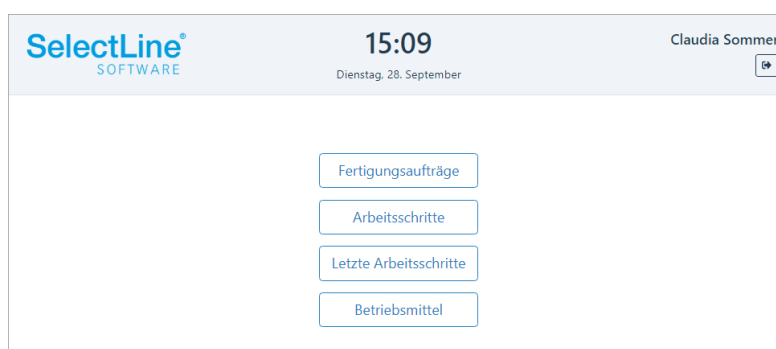 SelectLine®
SOFTWARE
15:09
Dienstag, 28. September
Claudia Sommer
Fertigungsaufträge
Arbeitsschritte
Letzte Arbeitsschritte
Betriebsmittel